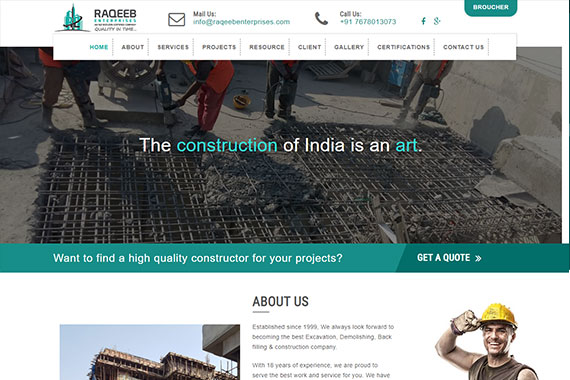 BROUCHER
RAQEEB
ENTERPRISES
QUALITY IN TIME...
Mail Us:
info@raqeebenterprises.com
Call Us:
+91 7678013073
HOME ABOUT SERVICES PROJECTS RESOURCE CLIENT GALLERY CERTIFICATIONS CONTACT US
The construction of India is an art.
Want to find a high quality constructor for your projects?
GET A QUOTE »
ABOUT US
Established since 1999, We always look forward to
becoming the best Excavation, Demolishing, Back
filling & construction company.
With 18 years of experience, we are proud to
serve the best work and service for you. We have